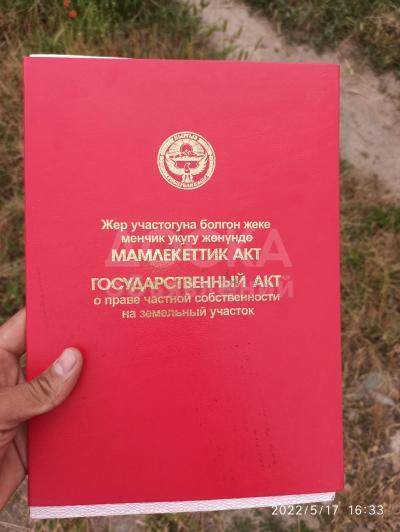 Жер участогуна болгон жеке
менчик укугу жөнүндө
МАМЛЕКЕТТИК АКТ
ГОСУДАРСТВЕННЫЙ АКТ
о праве частной собственности
на земельный участок
2022/5/17 16:33